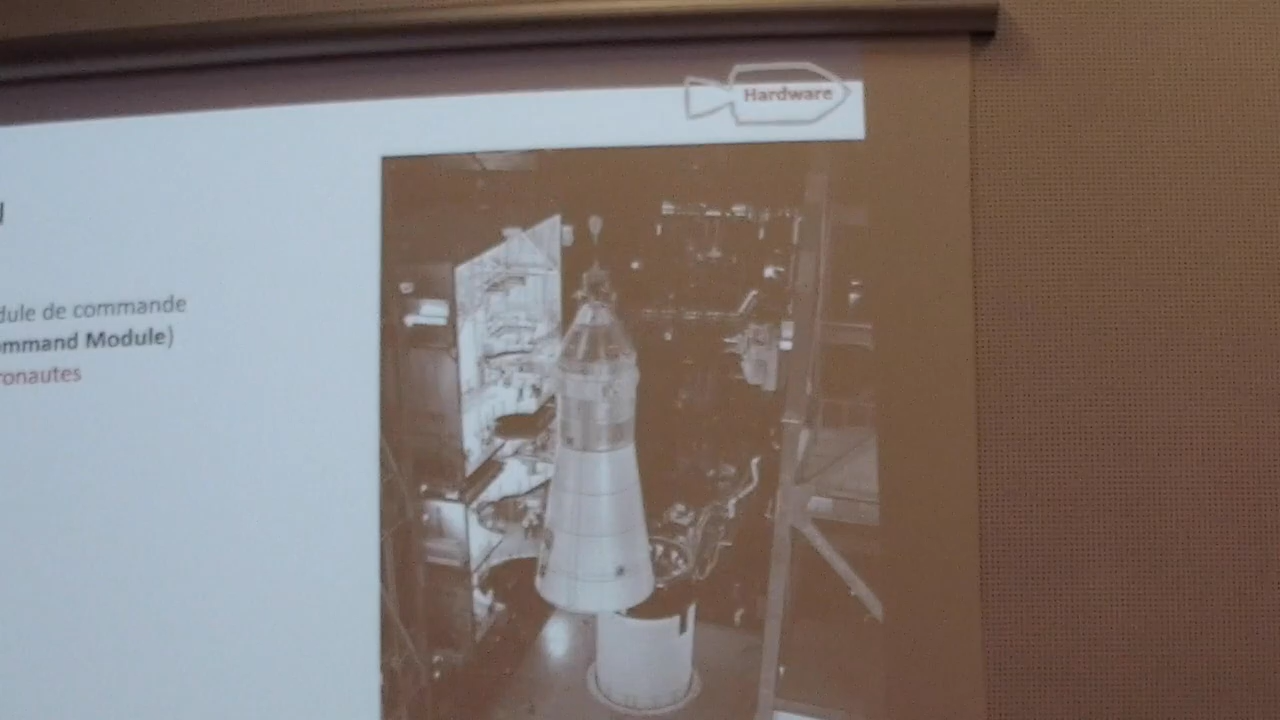 Hardware
dule de commande
mmand Module)
ronautes